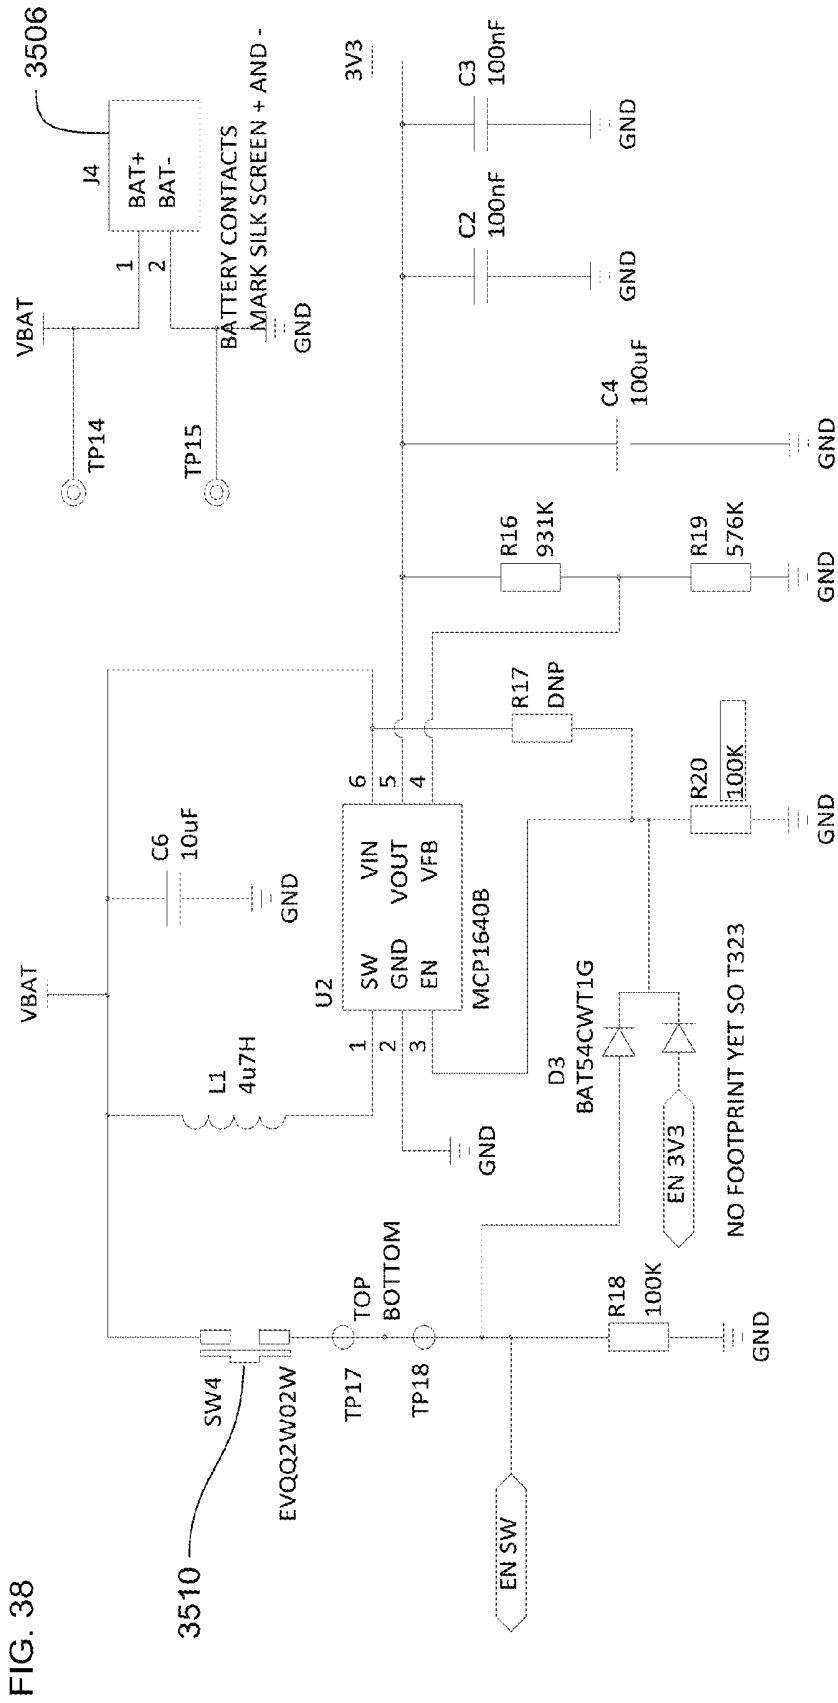 FIG. 38
3510
SW4
EVQQ2W02W
TP17
TOP
BOTTOM
TP18
EN SW
R18
100K
GND
VBAT
L1
4u7H
C6
10uF
GND
U2
SW
GND
EN
VIN
VOUT
VFB
1
2
3
6
5
4
MCP1640B
GND
D3
BAT54CWT1G
EN 3V3
NO FOOTPRINT YET SO T323
R17
DNP
R20
100K
GND
R16
931K
R19
576K
GND
C4
100uF
GND
C2
100nF
GND
C3
100nF
GND
3V3
VBAT
TP14
TP15
1
2
J4
BAT+
BAT-
3506
BATTERY CONTACTS
MARK SILK SCREEN + AND -
GND